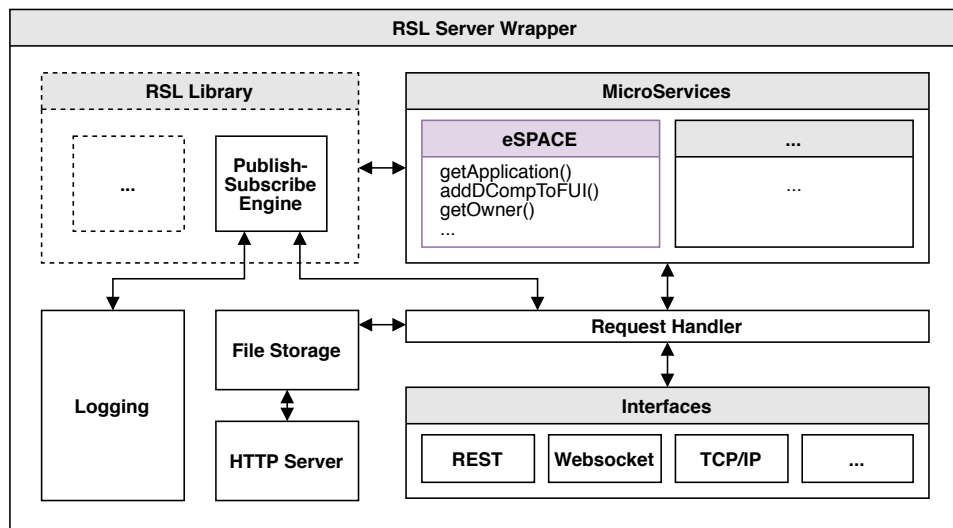 RSL Server Wrapper
RSL Library
...
Publish-
Subscribe
Engine
MicroServices
eSPACE
getApplication()
addDCompToFUI()
getOwner()
...
...
...
Logging
File Storage
HTTP Server
Request Handler
Interfaces
REST
Websocket
TCP/IP
...